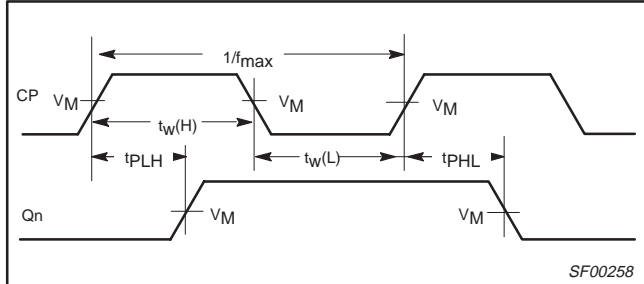 1/fmax
CP VM VM VM
tw(H)
tPLH tw(L) tPHL
Qn VM VM
SF00258